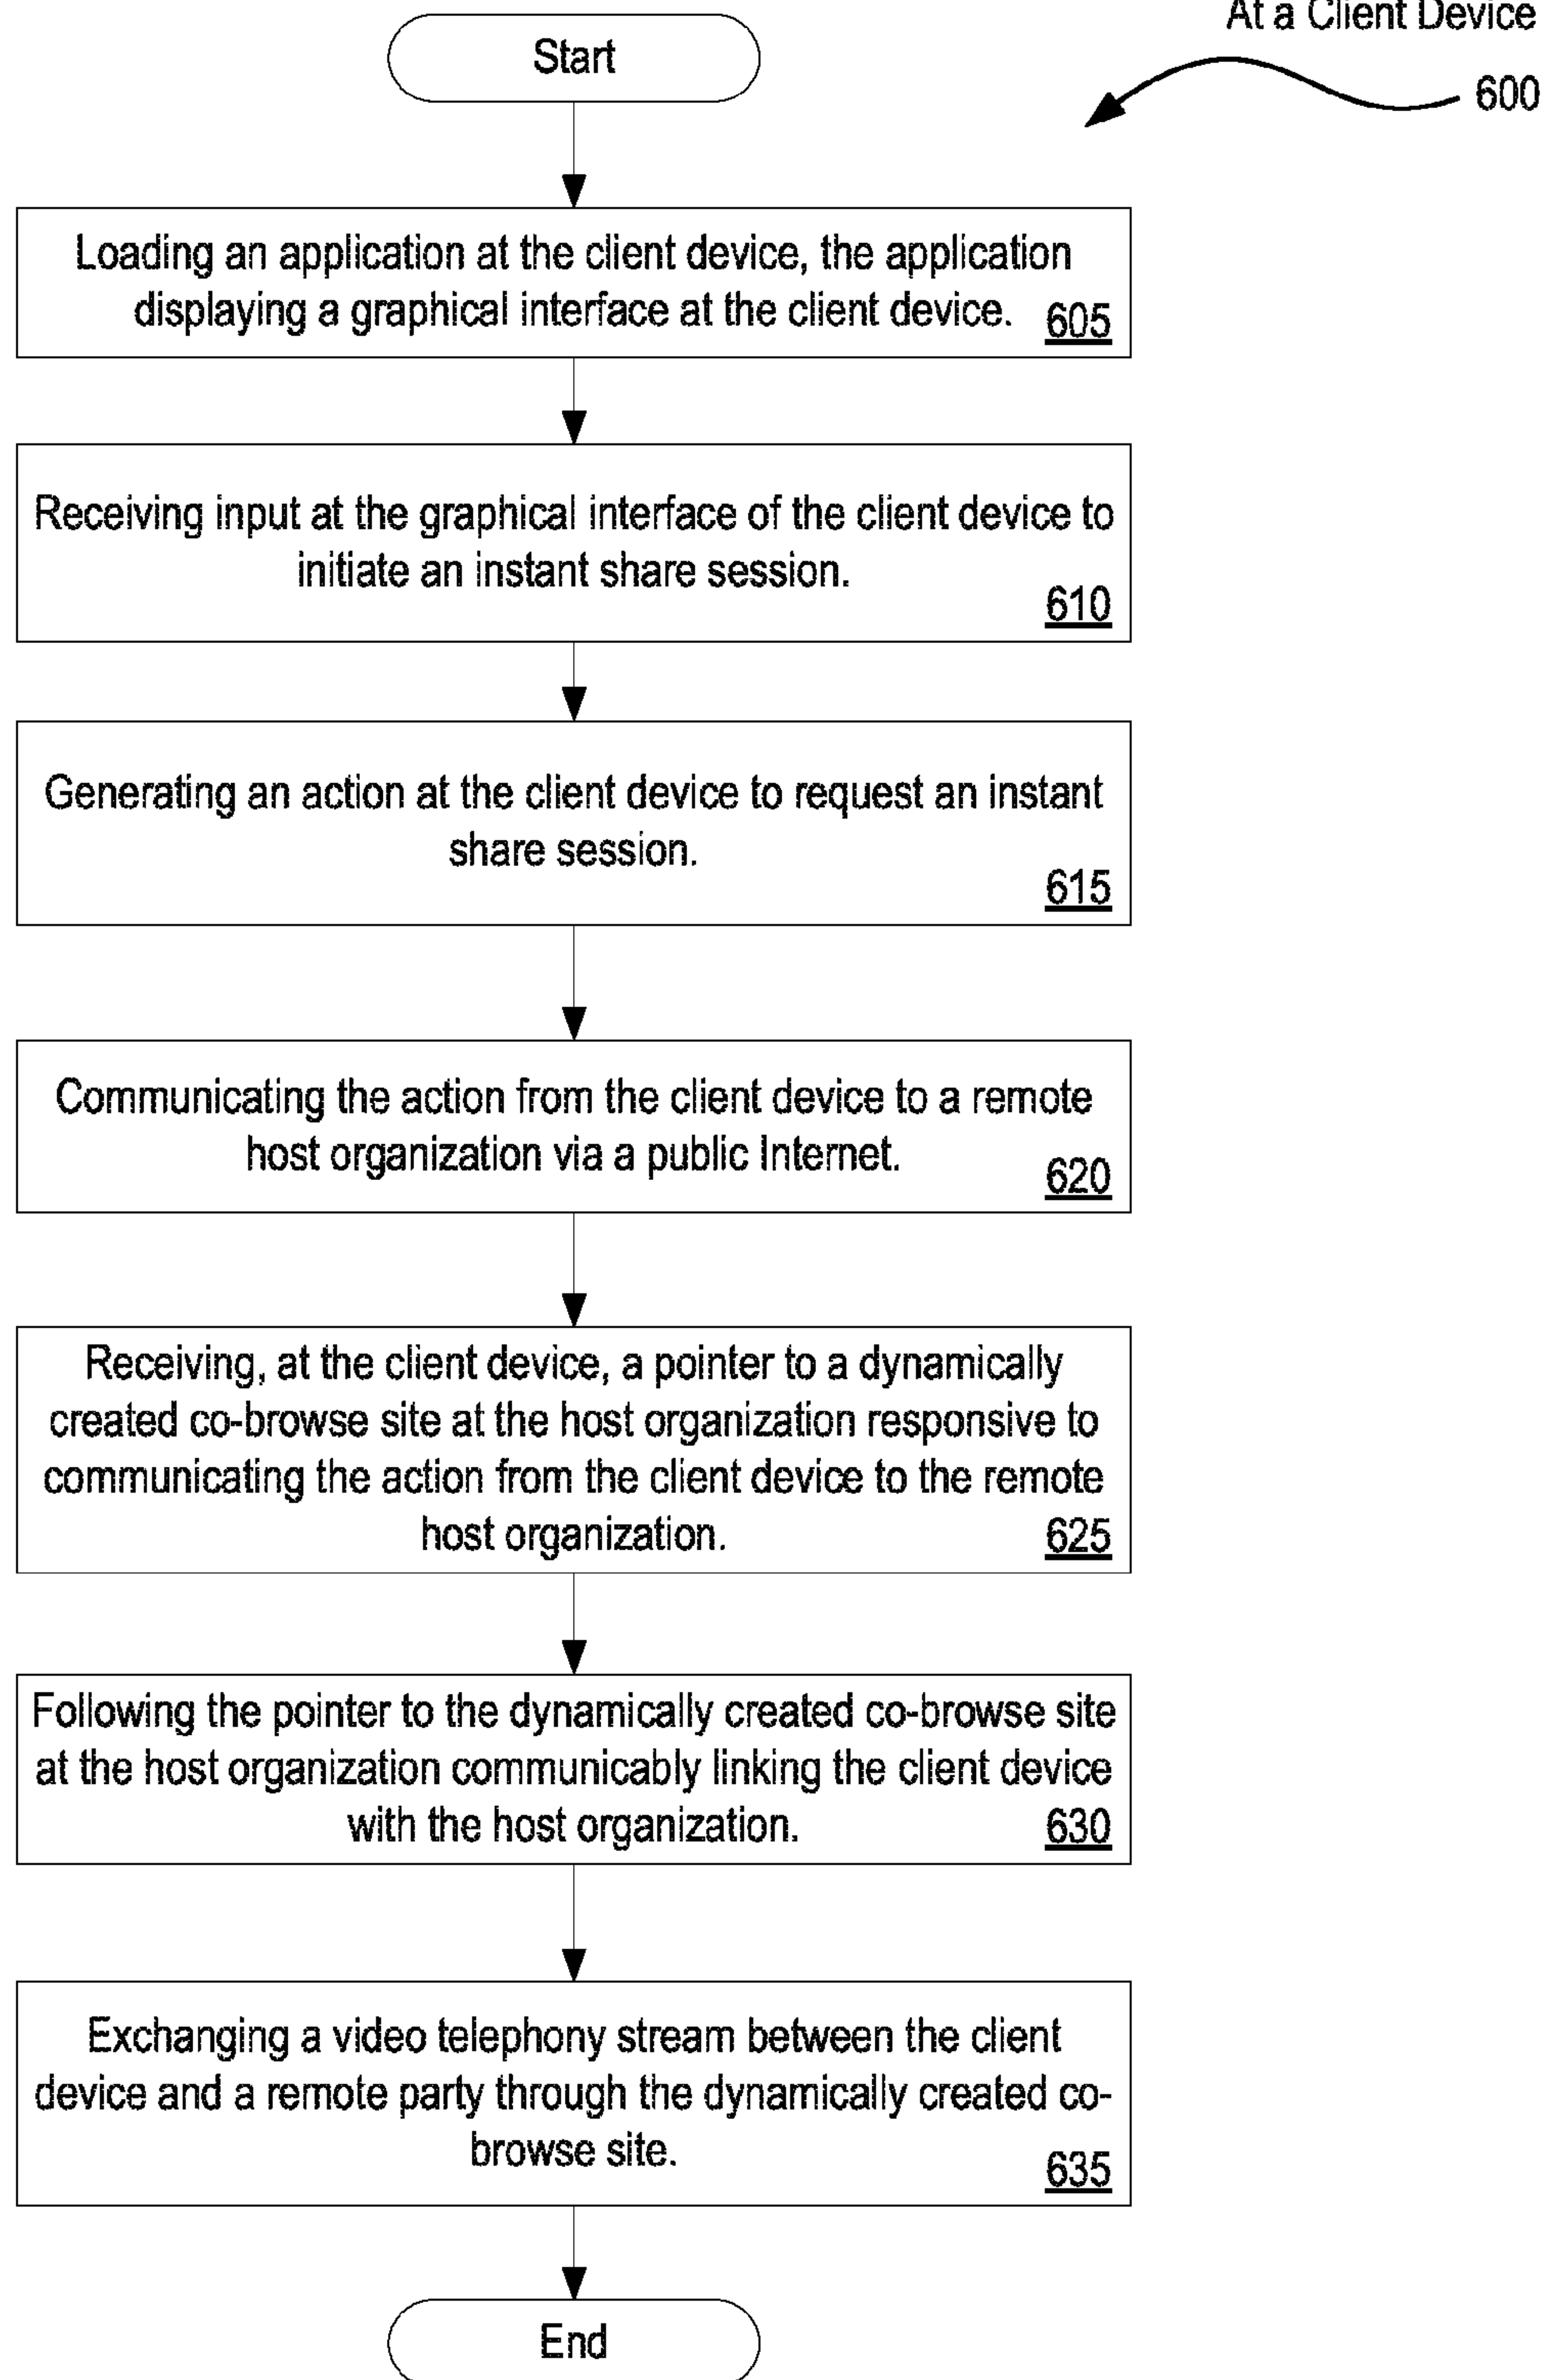 At a Client Device
600
Start
Loading an application at the client device, the application
displaying a graphical interface at the client device.
605
Receiving input at the graphical interface of the client device to
initiate an instant share session.
610
Generating an action at the client device to request an instant
share session.
615
Communicating the action from the client device to a remote
host organization via a public Internet.
620
Receiving, at the client device, a pointer to a dynamically
created co-browse site at the host organization responsive to
communicating the action from the client device to the remote
host organization.
625
Following the pointer to the dynamically created co-browse site
at the host organization communicably linking the client device
with the host organization.
630
Exchanging a video telephony stream between the client
device and a remote party through the dynamically created co-
browse site.
635
End